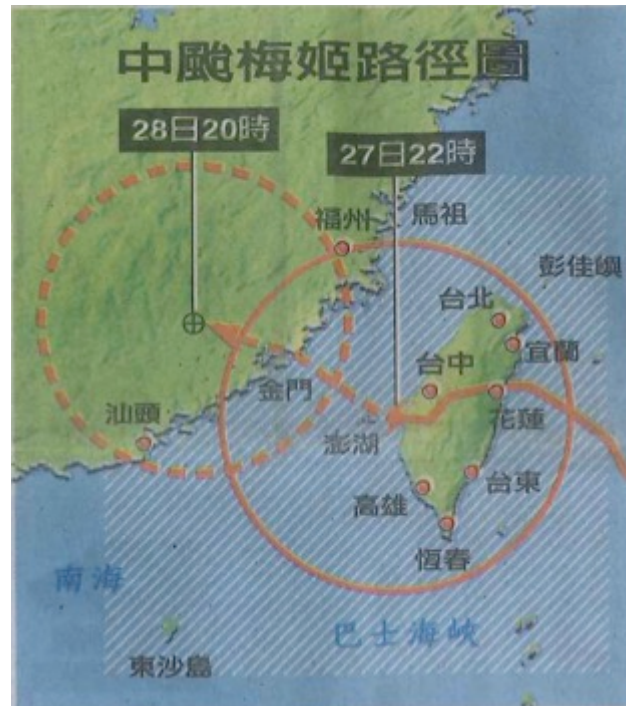 中颱梅姬路徑圖
28日20時
27日22時
福州
馬祖
彭佳嶼
台北
宜蘭
台中
金門
花蓮
汕頭
澎湖
台東
高雄
恆春
南海
巴士海峽
東沙島